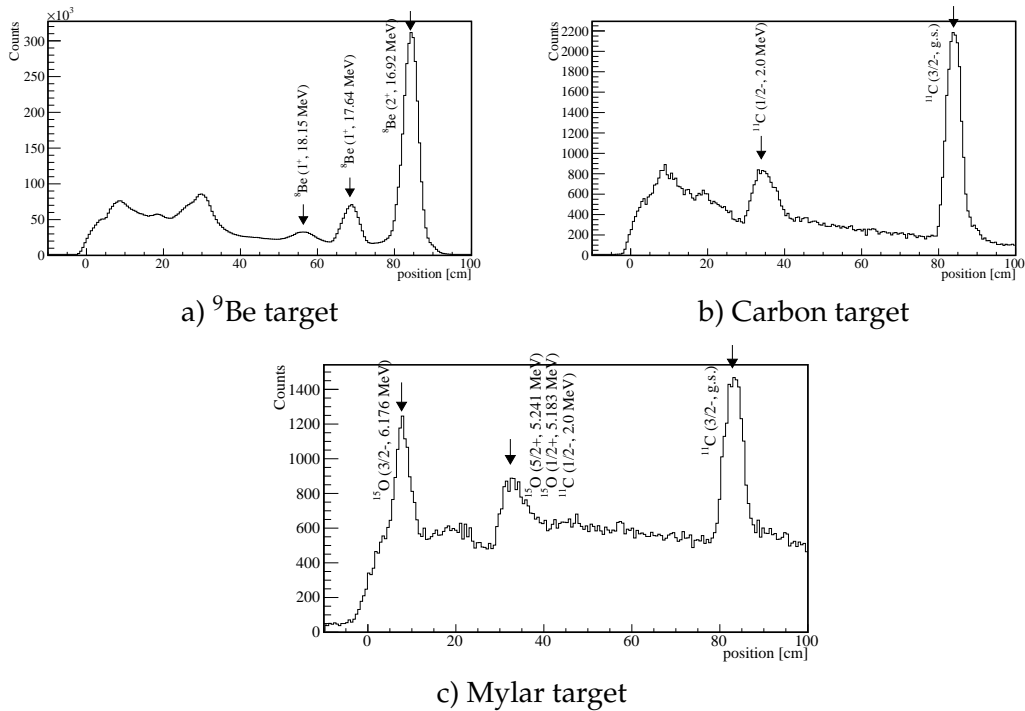 ×10³
Counts
300
250
200
150
100
50
0
⁸Be (1⁺, 18.15 MeV)
⁸Be (1⁺, 17.64 MeV)
⁸Be (2⁺, 16.92 MeV)
0 20 40 60 80 100
position [cm]
a) ⁹Be target
Counts
2200
2000
1800
1600
1400
1200
1000
800
600
400
200
0
¹¹C (1/2-, 2.0 MeV)
¹¹C (3/2-, g.s.)
0 20 40 60 80 100
position [cm]
b) Carbon target
Counts
1400
1200
1000
800
600
400
200
0
¹⁵O (3/2-, 6.176 MeV)
¹⁵O (5/2+, 5.241 MeV)
¹⁵O (1/2+, 5.183 MeV)
¹¹C (1/2-, 2.0 MeV)
¹¹C (3/2-, g.s.)
0 20 40 60 80 100
position [cm]
c) Mylar target